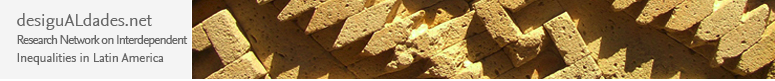 desiguALdades.net
Research Network on Interdependent
Inequalities in Latin America